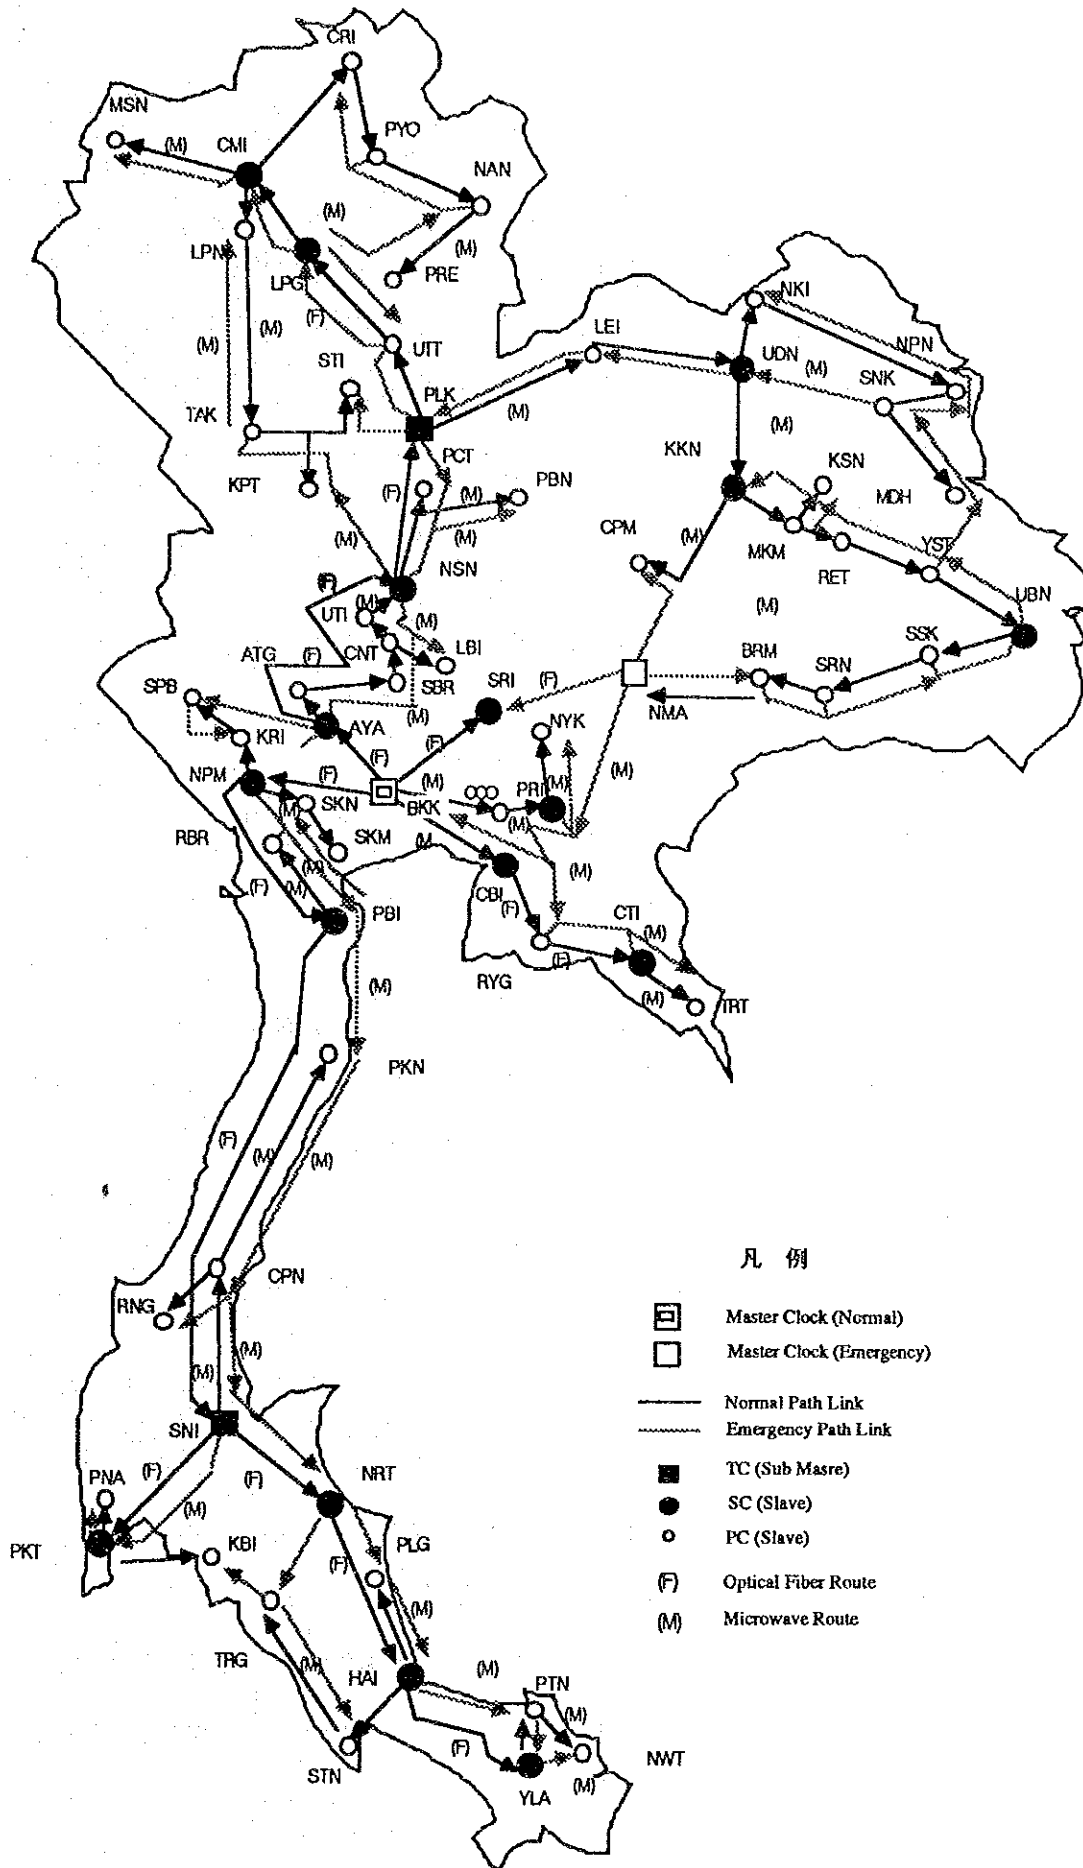 CRI
MSN
PYO
CMI
(M)
NAN
(M)
LPN
LPG
(M)
PRE
NKI
(M)
(M)
(F)
UTT
LEI
NPN
STI
UDN
(M)
SNK
TAK
PLK
(M)
(M)
KPT
PCT
KKN
KSN
(F)
(M)
PBN
MDH
(M)
(M)
CPM
(M)
MKM
YST
NSN
RET
(F)
(M)
UTI
(M)
(M)
UBN
ATG
(F)
CNT
LBI
BRM
SSK
SPB
SBR
SRI
(F)
SRN
(M)
NMA
KRI
AYA
(F)
(F)
NYK
NPM
(F)
(M)
(M)
PRI
(M)
SKN
BKK
(M)
RBR
(M)
SKM
(M)
(M)
(M)
(F)
(M)
CBI
PBI
(F)
CTI
(M)
(M)
RYG
(F)
(M)
TRT
PKN
(F)
(M)
(M)
CPN
RNG
(M)
(M)
SNI
PNA
(F)
(F)
NRT
(M)
PKT
KBI
(F)
PLG
(M)
TRG
(M)
HAI
(M)
PTN
(M)
STN
(F)
NWT
YLA
(M)
凡 例
Master Clock (Normal)
Master Clock (Emergency)
Normal Path Link
Emergency Path Link
TC (Sub Masre)
SC (Slave)
PC (Slave)
(F) Optical Fiber Route
(M) Microwave Route